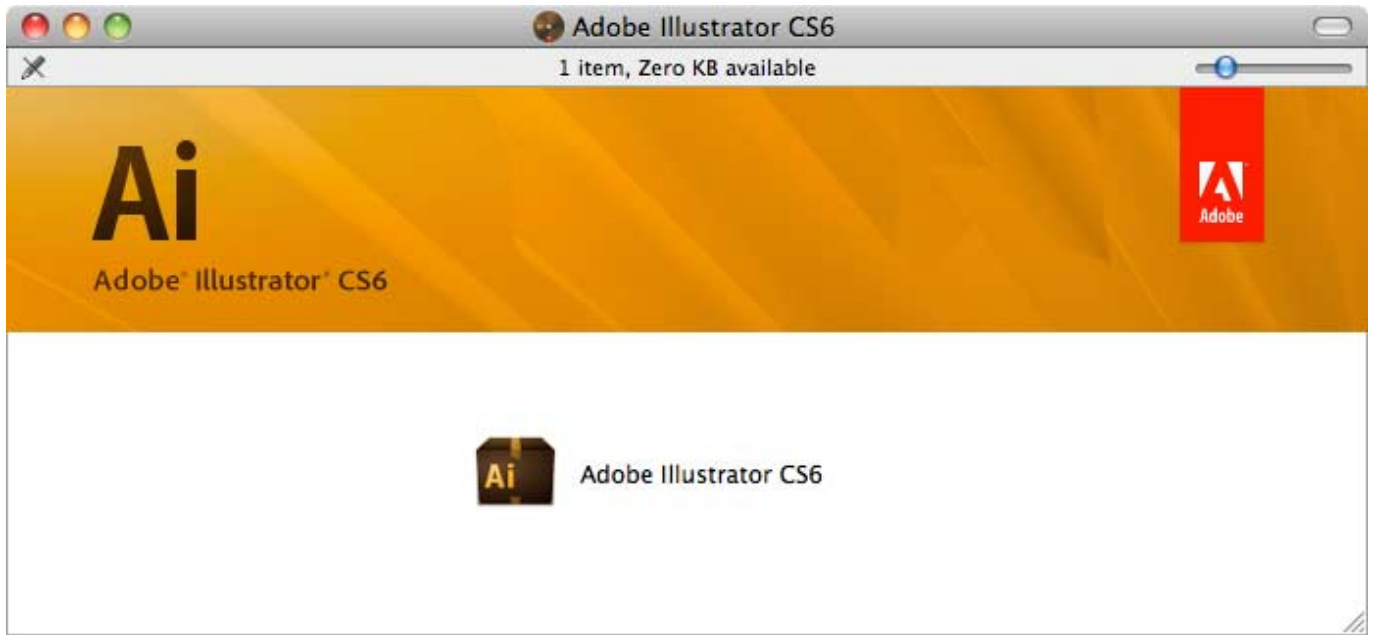 Adobe Illustrator CS6
1 item, Zero KB available
Ai
Adobe
Adobe® Illustrator® CS6
Ai
Adobe Illustrator CS6